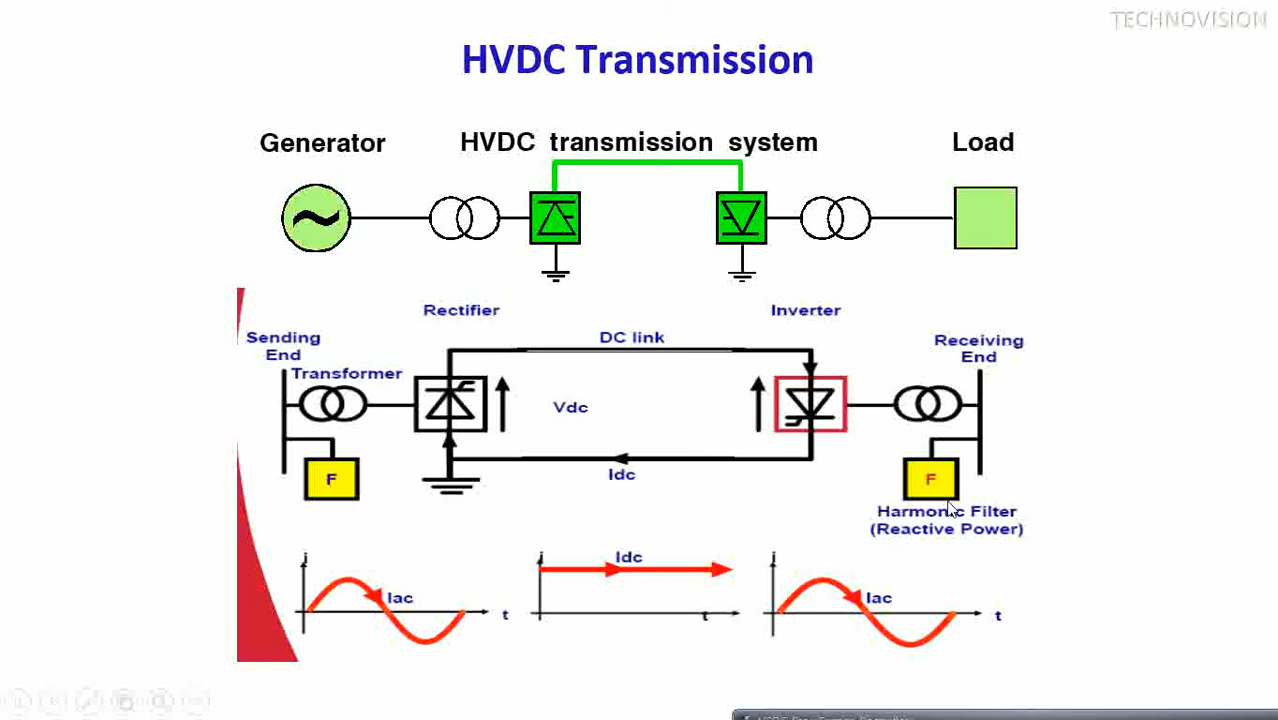 TECHNOVISION
HVDC Transmission
Generator HVDC transmission system Load
Rectifier Inverter
Sending
End
DC link
Receiving
End
Transformer
Vdc
Idc
F F
Harmonic Filter
(Reactive Power)
i Idc i
i
Iac Iac
t t t